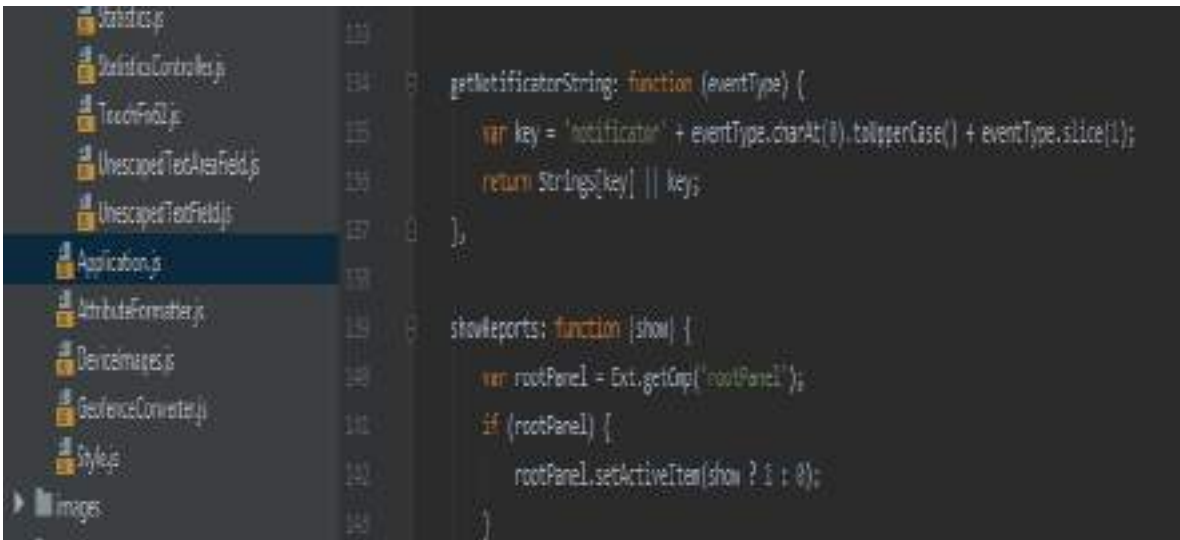 Statistics.js
StatisticsController.js
TouchFix62.js
UnescapedTextAreaField.js
UnescapedTextField.js
Application.js
AttributeFormatter.js
DeviceImages.js
GeofenceConverter.js
Style.js
images
133
134 getNotificatorString: function (eventType) {
135 var key = 'notificator' + eventType.charAt(0).toUpperCase() + eventType.slice(1);
136 return Strings[key] || key;
137 },
138
139 showReports: function (show) {
140 var rootPanel = Ext.getCmp('rootPanel');
141 if (rootPanel) {
142 rootPanel.setActiveItem(show ? 1 : 0);
143 }